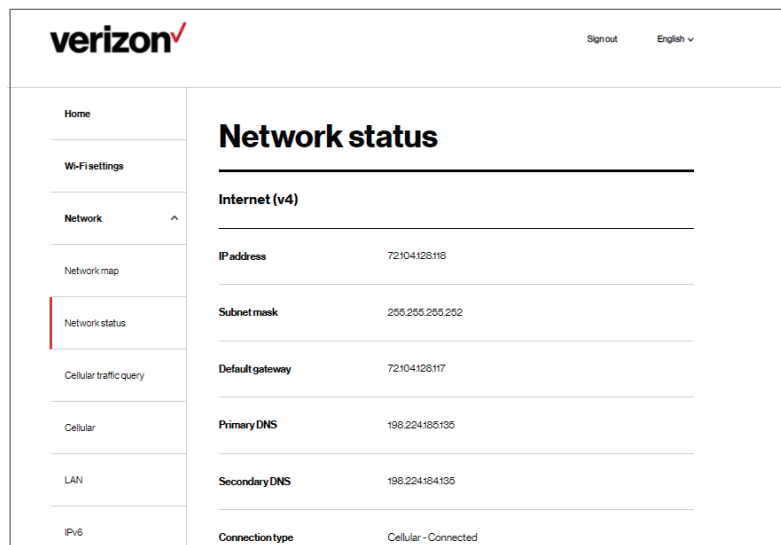 verizon✓
Sign out English
Home
Network status
Wi-Fi settings
Internet (v4)
Network
IP address 72.104.128.118
Network map
Subnet mask 255.255.255.252
Network status
Default gateway 72.104.128.117
Cellular traffic query
Primary DNS 198.224.185.135
Cellular
Secondary DNS 198.224.184.135
LAN
IPv6
Connection type Cellular - Connected